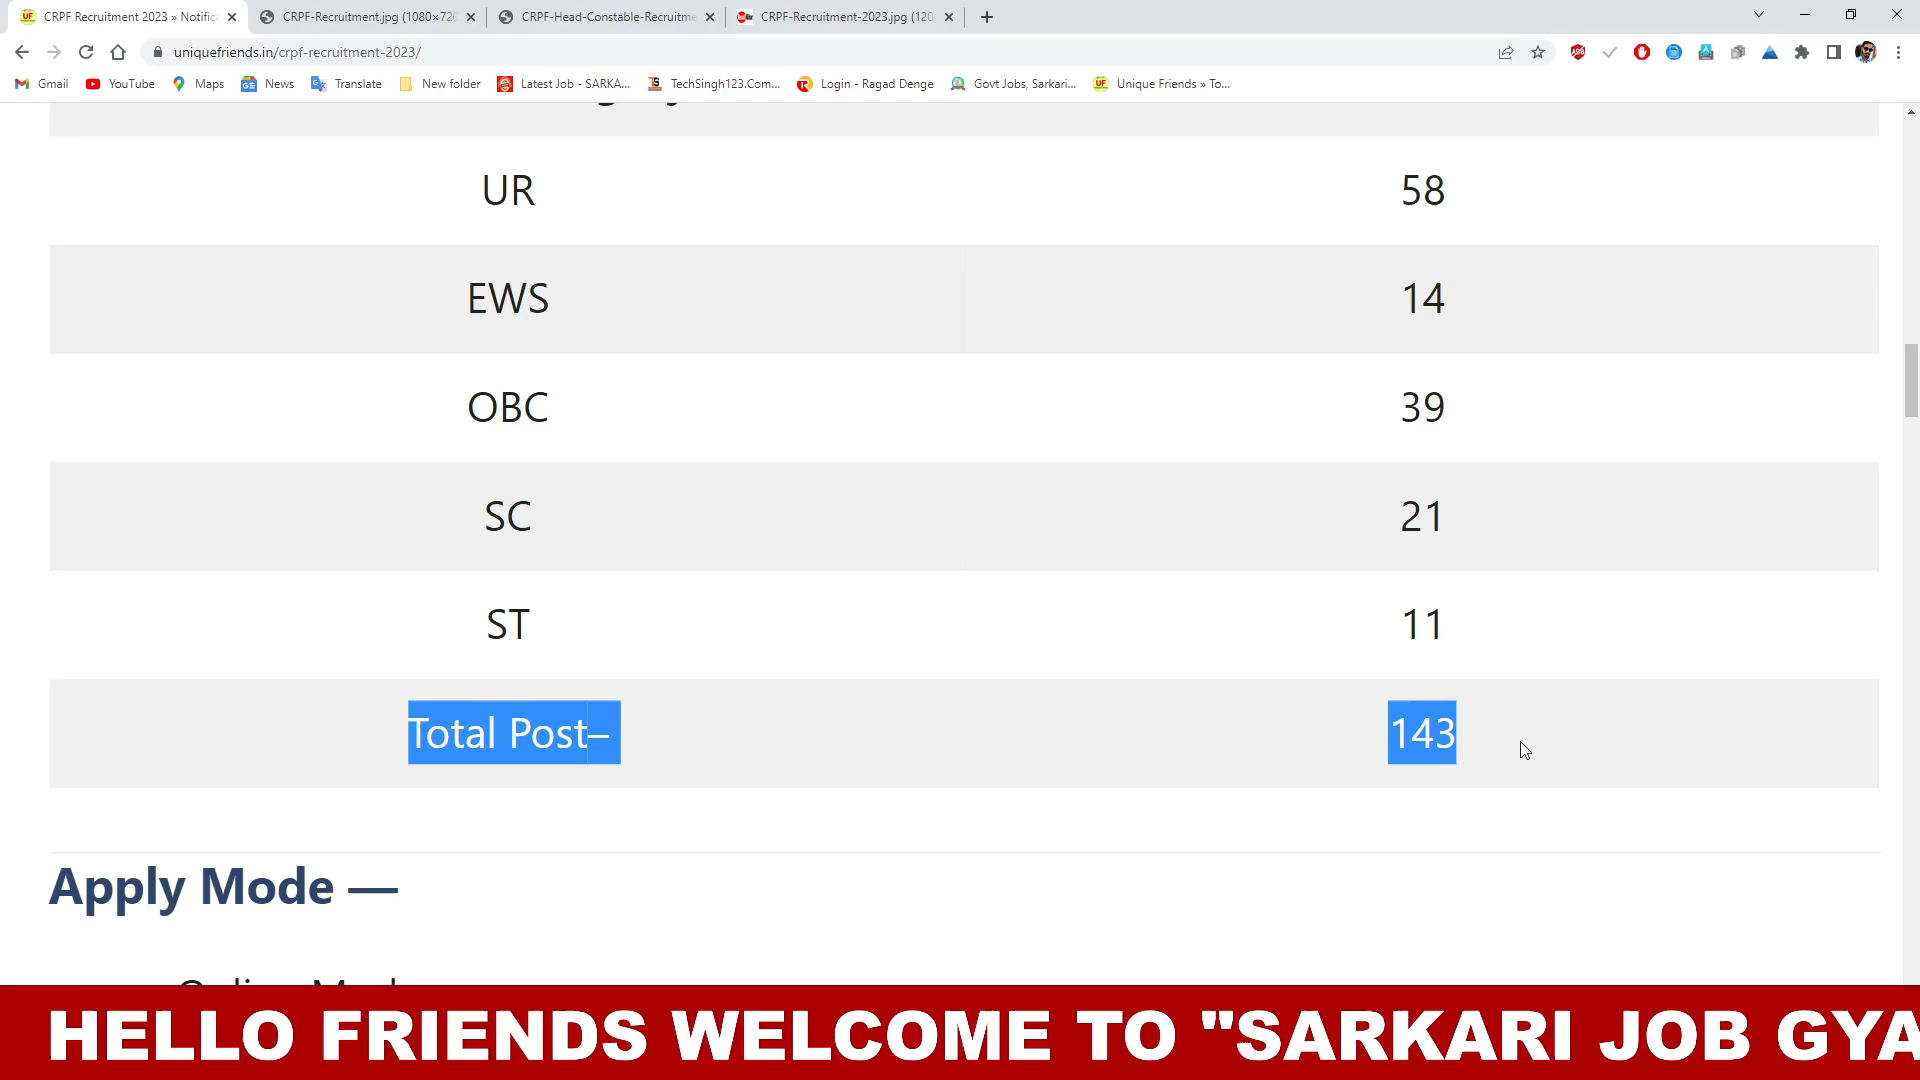 CRPF Recruitment 2023 » Notific
CRPF-Recruitment.jpg (1080×720
CRPF-Head-Constable-Recruitme
CRPF-Recruitment-2023.jpg (120
uniquefriends.in/crpf-recruitment-2023/
Gmail YouTube Maps News Translate New folder Latest Job - SARKA... TechSingh123.Com... Login - Ragad Denge Govt Jobs, Sarkari... Unique Friends » To...
UR 58
EWS 14
OBC 39
SC 21
ST 11
Total Post– 143
Apply Mode —
HELLO FRIENDS WELCOME TO "SARKARI JOB GYA